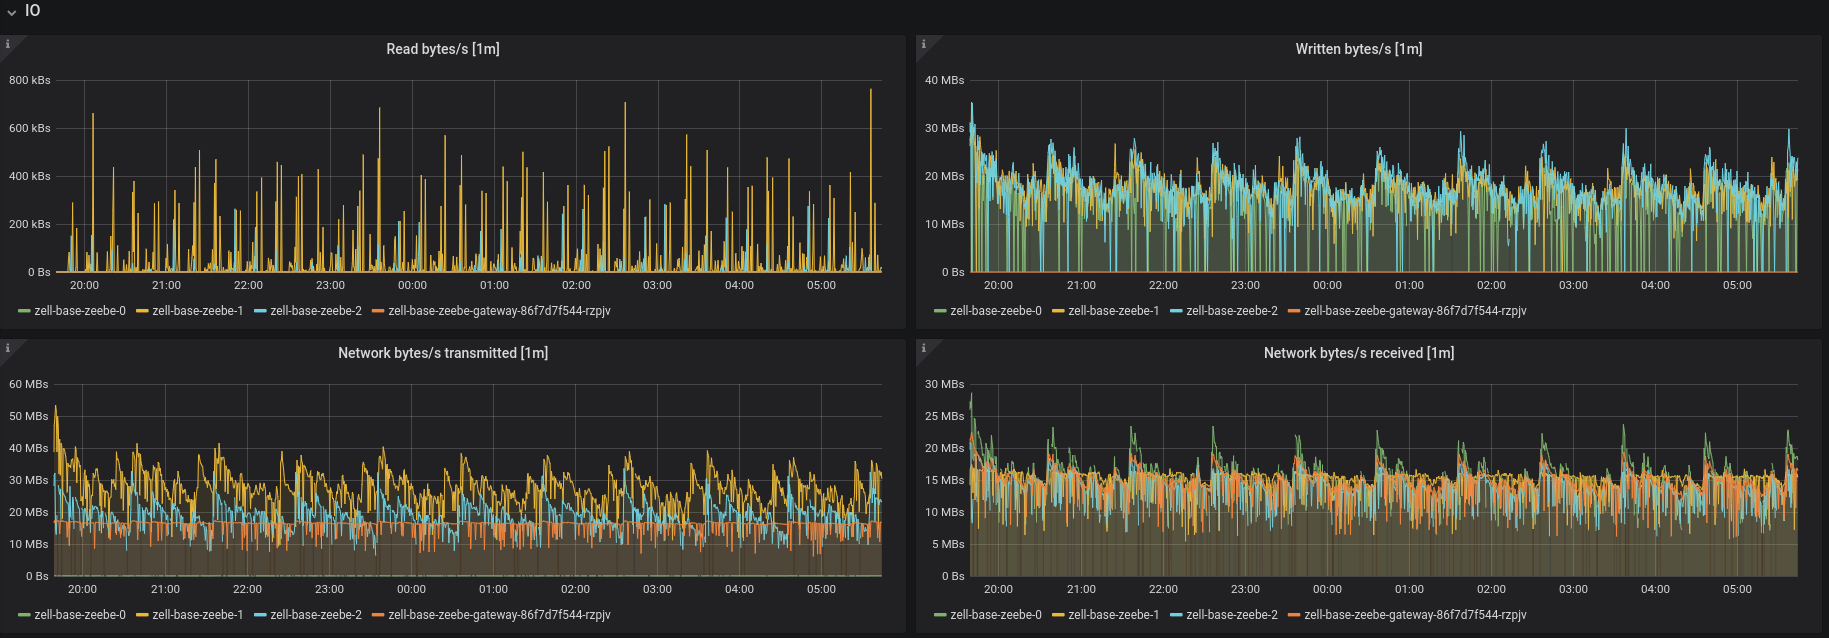 IO
Read bytes/s [1m]
800 kBs
600 kBs
400 kBs
200 kBs
0 Bs
20:00 21:00 22:00 23:00 00:00 01:00 02:00 03:00 04:00 05:00
zell-base-zeebe-0 zell-base-zeebe-1 zell-base-zeebe-2 zell-base-zeebe-gateway-86f7d7f544-rzpjv
Written bytes/s [1m]
40 MBs
30 MBs
20 MBs
10 MBs
0 Bs
20:00 21:00 22:00 23:00 00:00 01:00 02:00 03:00 04:00 05:00
zell-base-zeebe-0 zell-base-zeebe-1 zell-base-zeebe-2 zell-base-zeebe-gateway-86f7d7f544-rzpjv
Network bytes/s transmitted [1m]
60 MBs
50 MBs
40 MBs
30 MBs
20 MBs
10 MBs
0 Bs
20:00 21:00 22:00 23:00 00:00 01:00 02:00 03:00 04:00 05:00
zell-base-zeebe-0 zell-base-zeebe-1 zell-base-zeebe-2 zell-base-zeebe-gateway-86f7d7f544-rzpjv
Network bytes/s received [1m]
30 MBs
25 MBs
20 MBs
15 MBs
10 MBs
5 MBs
0 Bs
20:00 21:00 22:00 23:00 00:00 01:00 02:00 03:00 04:00 05:00
zell-base-zeebe-0 zell-base-zeebe-1 zell-base-zeebe-2 zell-base-zeebe-gateway-86f7d7f544-rzpjv